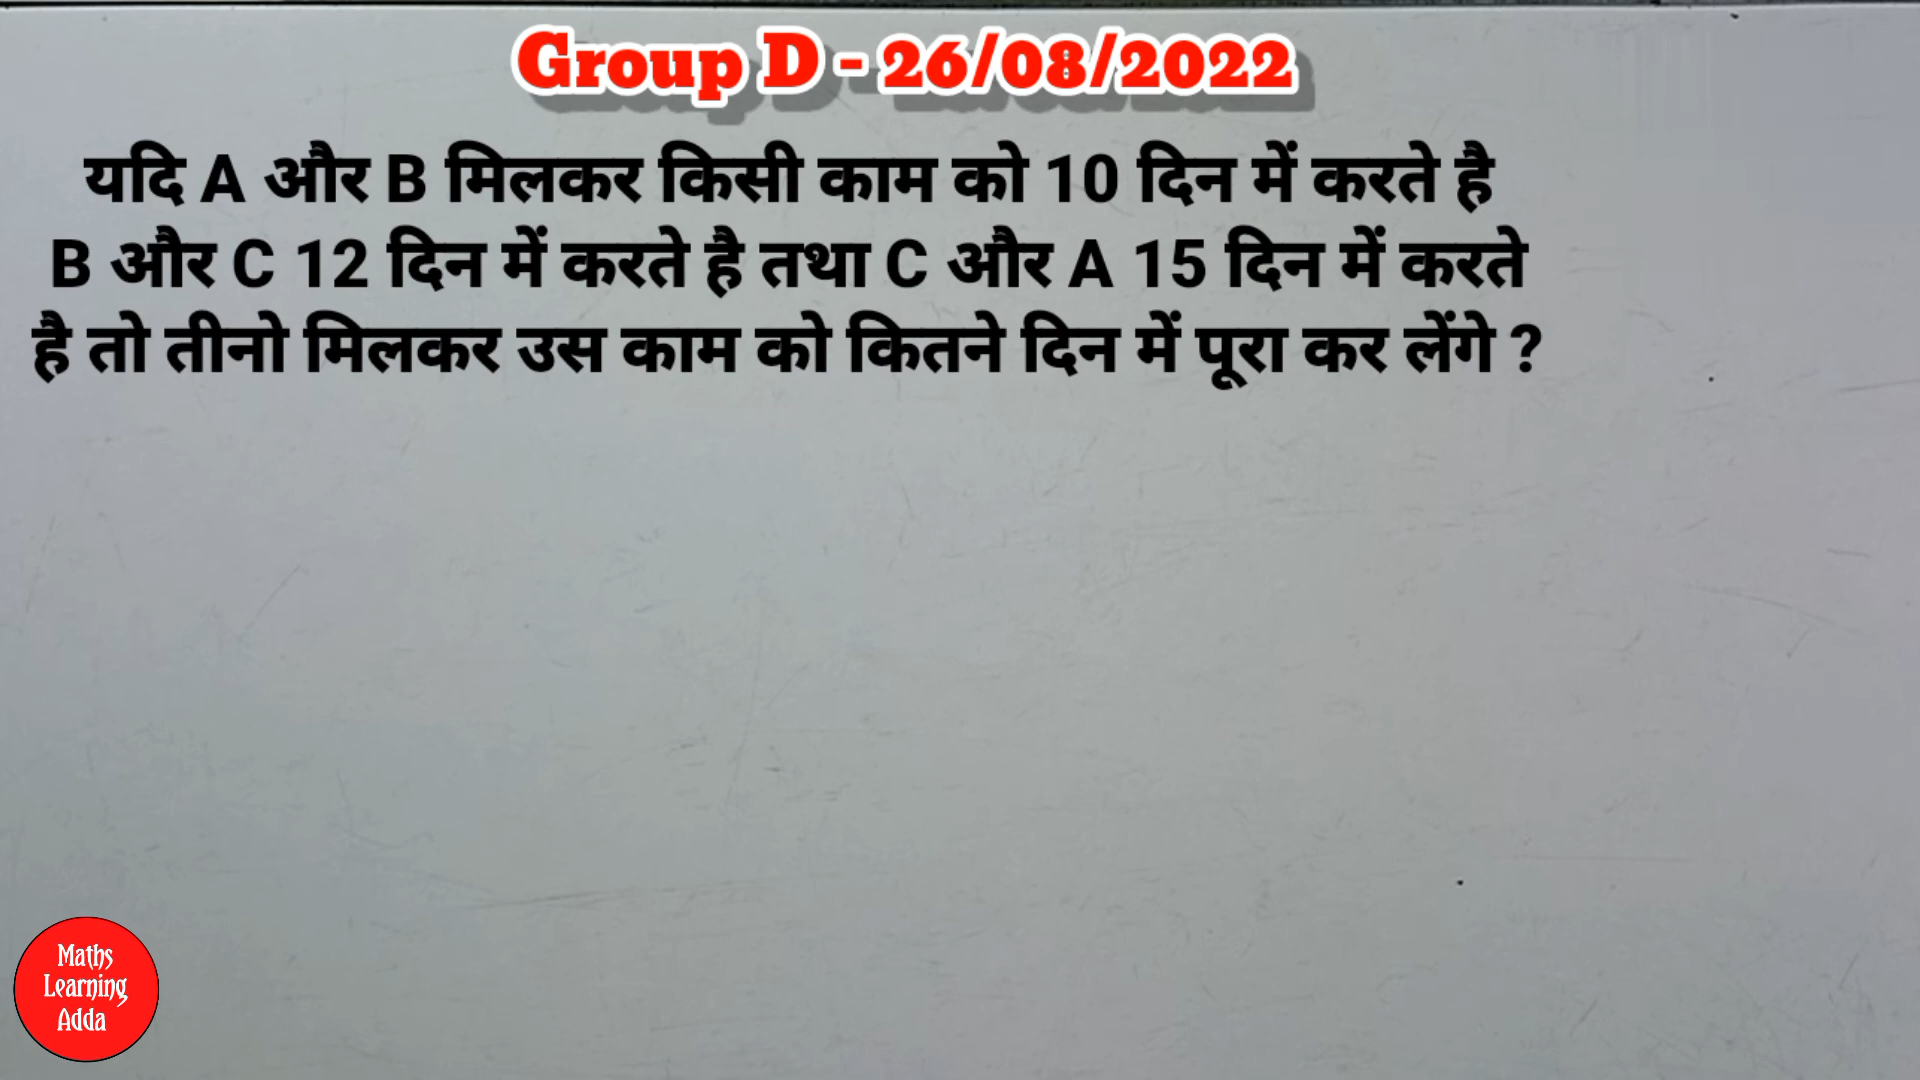 Group D - 26/08/2022
यदि A और B मिलकर किसी काम को 10 दिन में करते है
B और C 12 दिन में करते है तथा C और A 15 दिन में करते
है तो तीनो मिलकर उस काम को कितने दिन में पूरा कर लेंगे ?
Maths
Learning
Adda